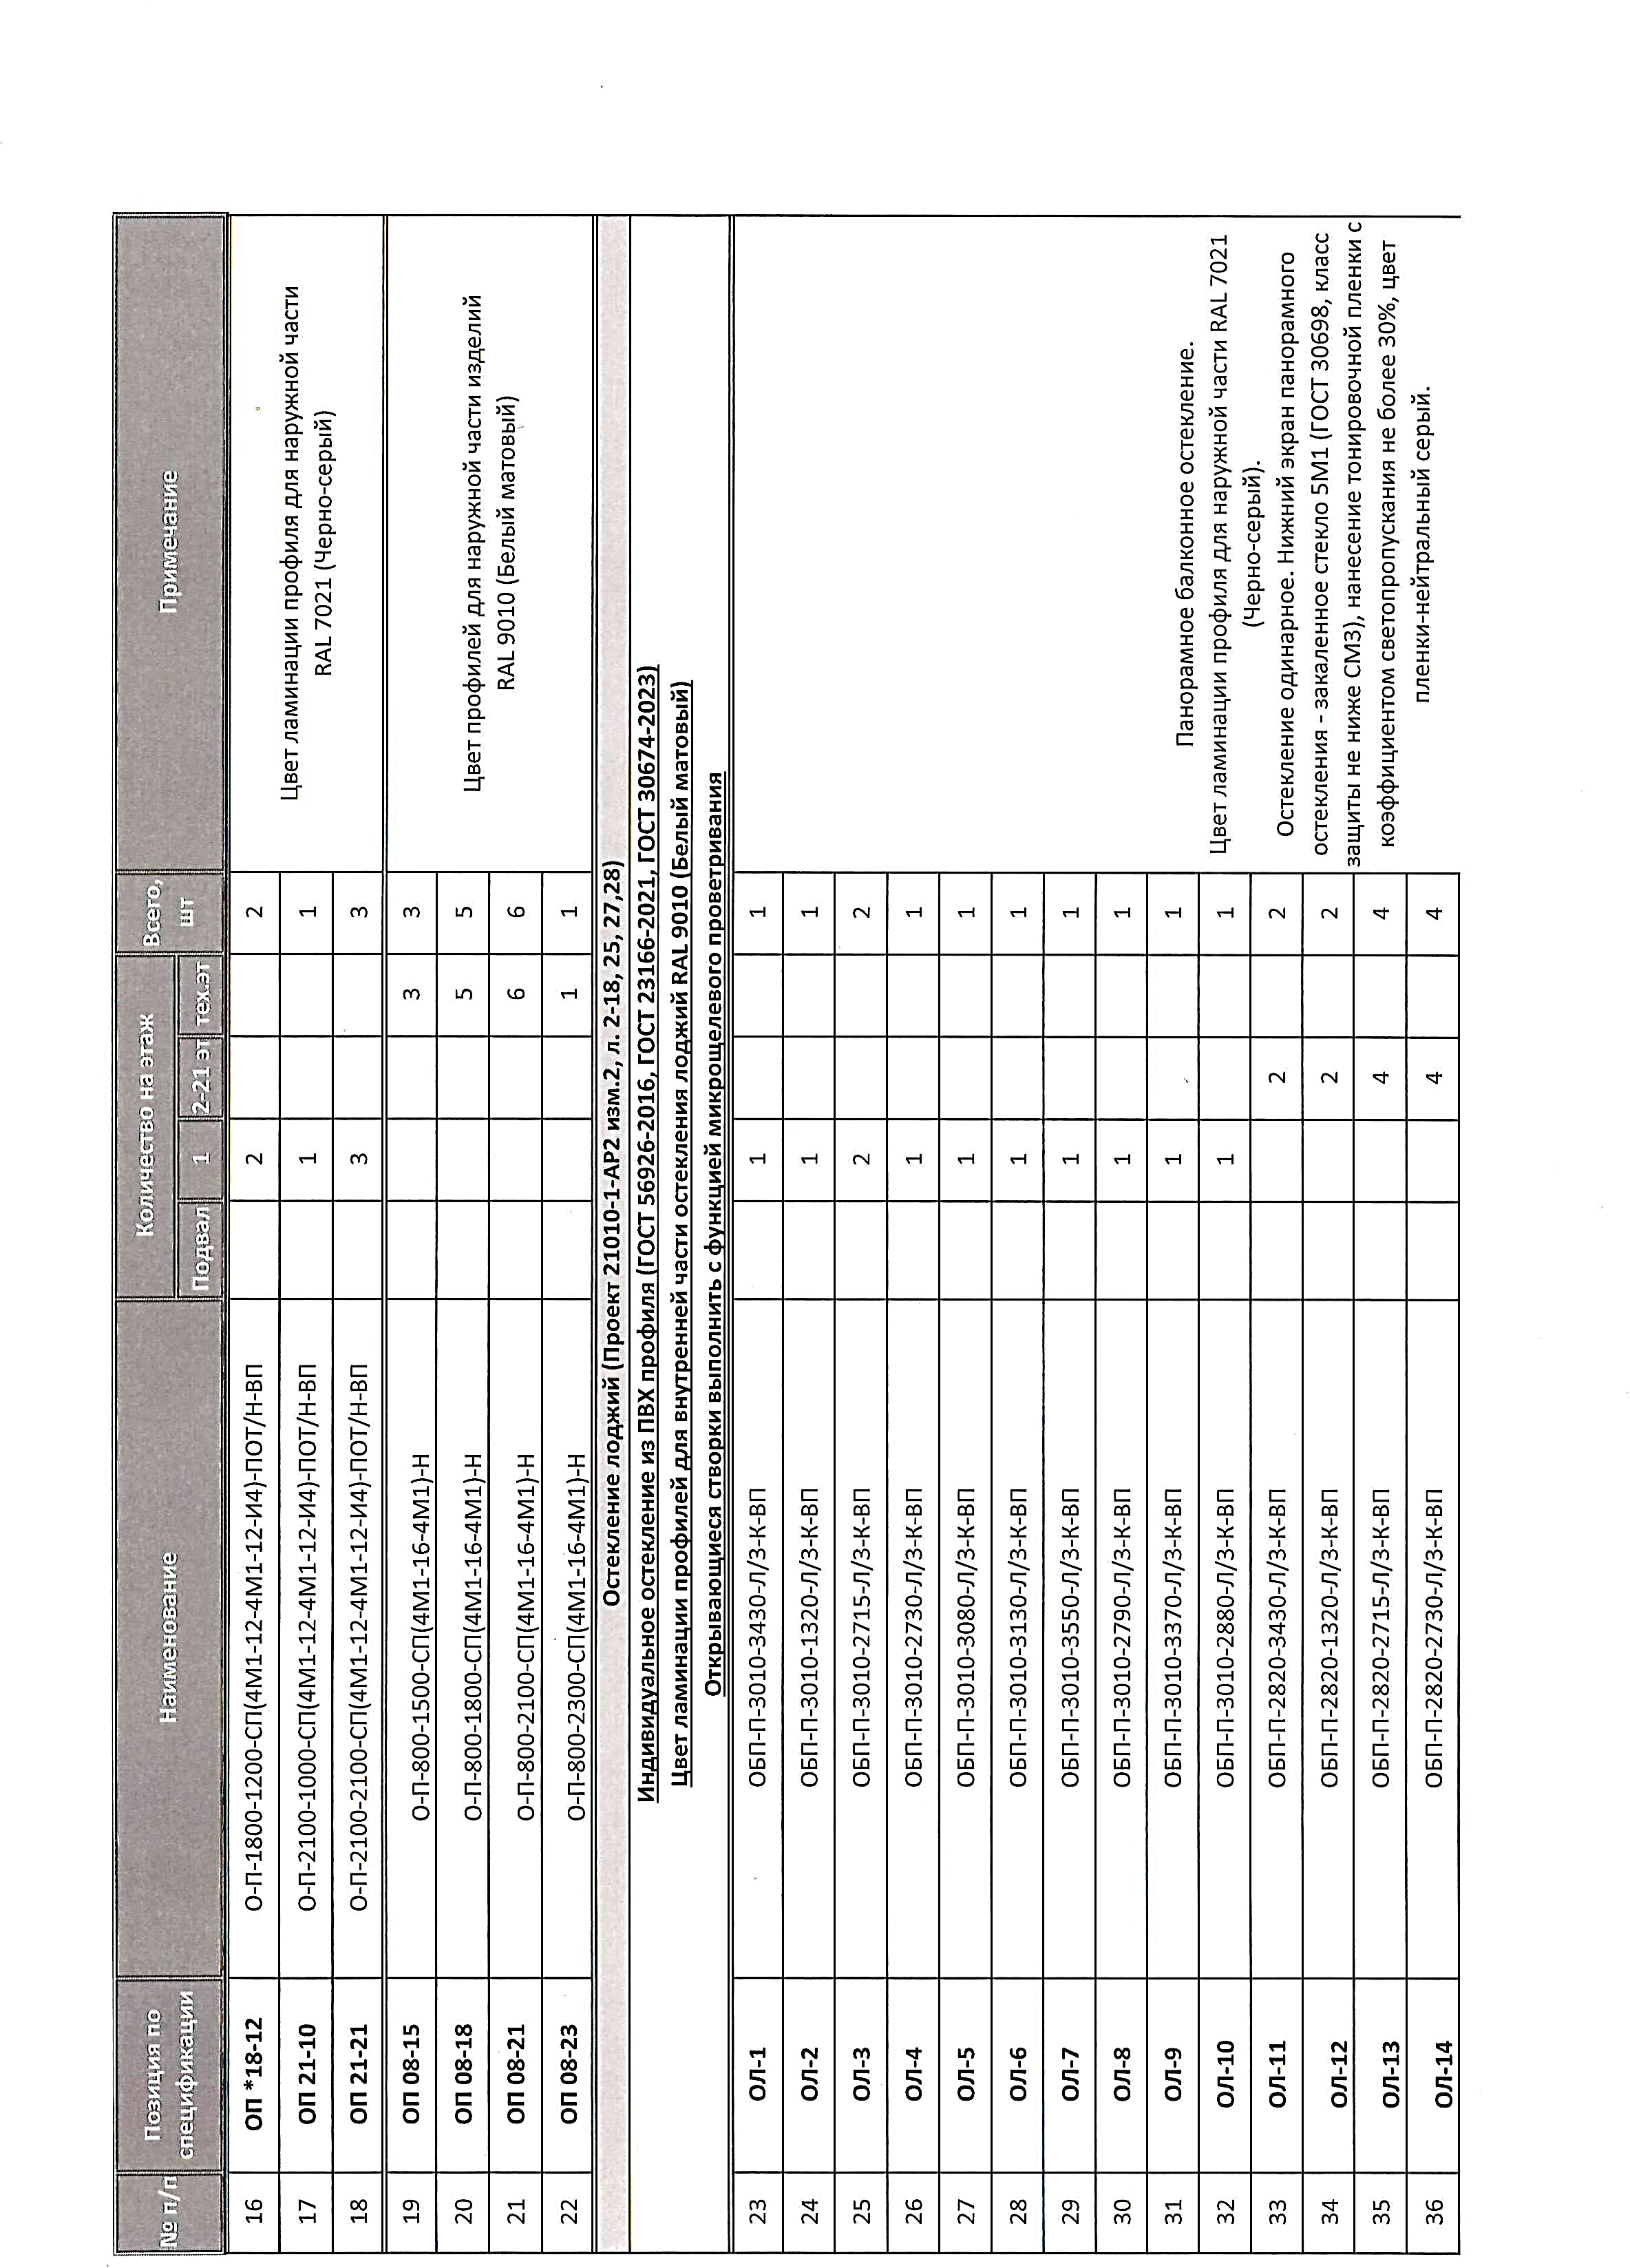 № п/п Позиция по спецификации Наименование Количество на этаж Всего, шт Примечание
Подвал 1 2-21 эт тех.эт
16 ОП *18-12 О-П-1800-1200-СП(4М1-12-4М1-12-И4)-ПОТ/Н-ВП 2 2
17 ОП 21-10 О-П-2100-1000-СП(4М1-12-4М1-12-И4)-ПОТ/Н-ВП 1 1
18 ОП 21-21 О-П-2100-2100-СП(4М1-12-4М1-12-И4)-ПОТ/Н-ВП 3 3
Цвет ламинации профиля для наружной части
RAL 7021 (Черно-серый)
19 ОП 08-15 О-П-800-1500-СП(4М1-16-4М1)-Н 3 3
20 ОП 08-18 О-П-800-1800-СП(4М1-16-4М1)-Н 5 5
21 ОП 08-21 О-П-800-2100-СП(4М1-16-4М1)-Н 6 6
22 ОП 08-23 О-П-800-2300-СП(4М1-16-4М1)-Н 1 1
Цвет профилей для наружной части изделий
RAL 9010 (Белый матовый)
Остекление лоджий (Проект 21010-1-АР2 изм.2, л. 2-18, 25, 27,28)
Индивидуальное остекление из ПВХ профиля (ГОСТ 56926-2016, ГОСТ 23166-2021, ГОСТ 30674-2023)
Цвет ламинации профилей для внутренней части остекления лоджий RAL 9010 (Белый матовый)
Открывающиеся створки выполнить с функцией микрощелевого проветривания
23 ОЛ-1 ОБП-П-3010-3430-Л/З-К-ВП 1 1
24 ОЛ-2 ОБП-П-3010-1320-Л/З-К-ВП 1 1
25 ОЛ-3 ОБП-П-3010-2715-Л/З-К-ВП 2 2
26 ОЛ-4 ОБП-П-3010-2730-Л/З-К-ВП 1 1
27 ОЛ-5 ОБП-П-3010-3080-Л/З-К-ВП 1 1
28 ОЛ-6 ОБП-П-3010-3130-Л/З-К-ВП 1 1
29 ОЛ-7 ОБП-П-3010-3550-Л/З-К-ВП 1 1
30 ОЛ-8 ОБП-П-3010-2790-Л/З-К-ВП 1 1
31 ОЛ-9 ОБП-П-3010-3370-Л/З-К-ВП 1 1
32 ОЛ-10 ОБП-П-3010-2880-Л/З-К-ВП 1 1
33 ОЛ-11 ОБП-П-2820-3430-Л/З-К-ВП 2 2
34 ОЛ-12 ОБП-П-2820-1320-Л/З-К-ВП 2 2
35 ОЛ-13 ОБП-П-2820-2715-Л/З-К-ВП 4 4
36 ОЛ-14 ОБП-П-2820-2730-Л/З-К-ВП 4 4
Панорамное балконное остекление.
Цвет ламинации профиля для наружной части RAL 7021
(Черно-серый).
Остекление одинарное. Нижний экран панорамного
остекления - закаленное стекло 5М1 (ГОСТ 30698, класс
защиты не ниже СМ3), нанесение тонировочной пленки с
коэффициентом светопропускания не более 30%, цвет
пленки-нейтральный серый.